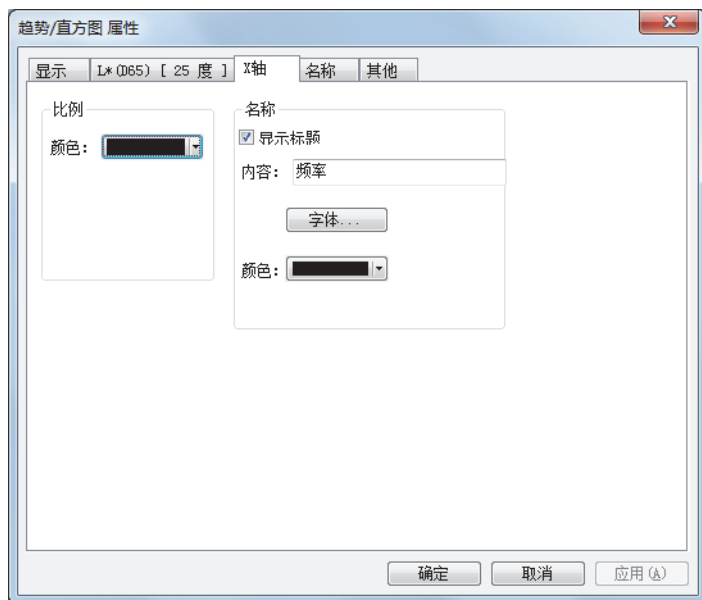 趋势/直方图 属性
显示 L*(D65) [ 25 度 ] X轴 名称 其他
比例
颜色:
名称
显示标题
内容: 频率
字体...
颜色:
确定 取消 应用(A)